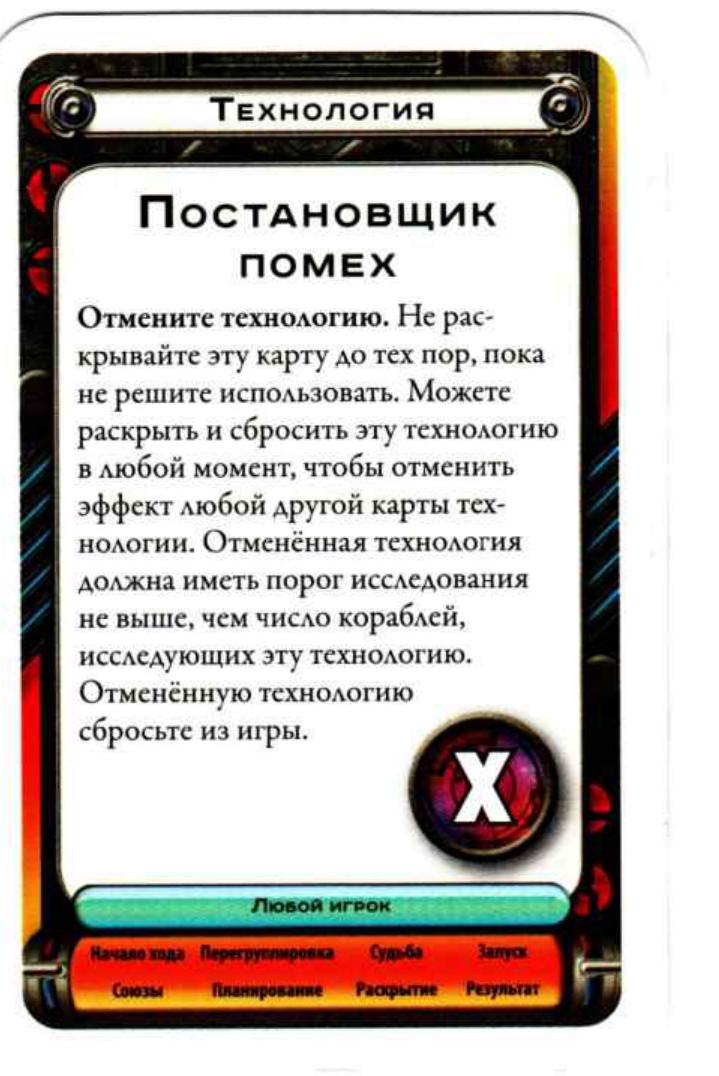 Технология
Постановщик
помех
Отмените технологию. Не рас-
крывайте эту карту до тех пор, пока
не решите использовать. Можете
раскрыть и сбросить эту технологию
в любой момент, чтобы отменить
эффект любой другой карты тех-
нологии. Отменённая технология
должна иметь порог исследования
не выше, чем число кораблей,
исследующих эту технологию.
Отменённую технологию
сбросьте из игры.
X
Любой игрок
Начало хода Перегруппировка Судьба Запуск
Союзы Планирование Раскрытие Результат